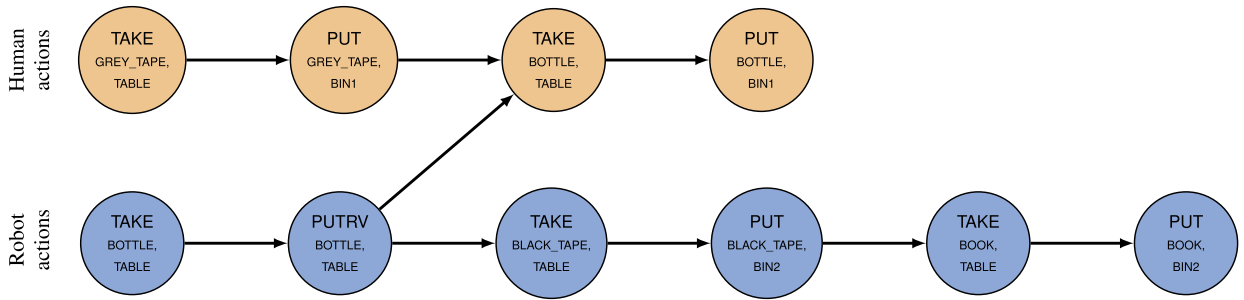 Human
actions
TAKE
GREY_TAPE,
TABLE
PUT
GREY_TAPE,
BIN1
TAKE
BOTTLE,
TABLE
PUT
BOTTLE,
BIN1
Robot
actions
TAKE
BOTTLE,
TABLE
PUTRV
BOTTLE,
TABLE
TAKE
BLACK_TAPE,
TABLE
PUT
BLACK_TAPE,
BIN2
TAKE
BOOK,
TABLE
PUT
BOOK,
BIN2